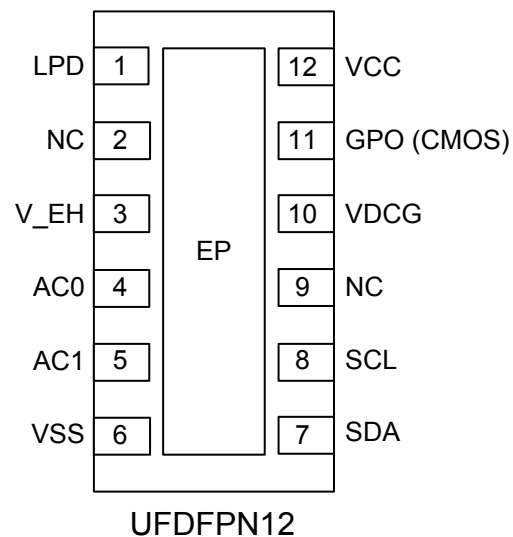 LPD 1 12 VCC
NC 2 11 GPO (CMOS)
V_EH 3 10 VDCG
EP
AC0 4 9 NC
AC1 5 8 SCL
VSS 6 7 SDA
UFDFPN12